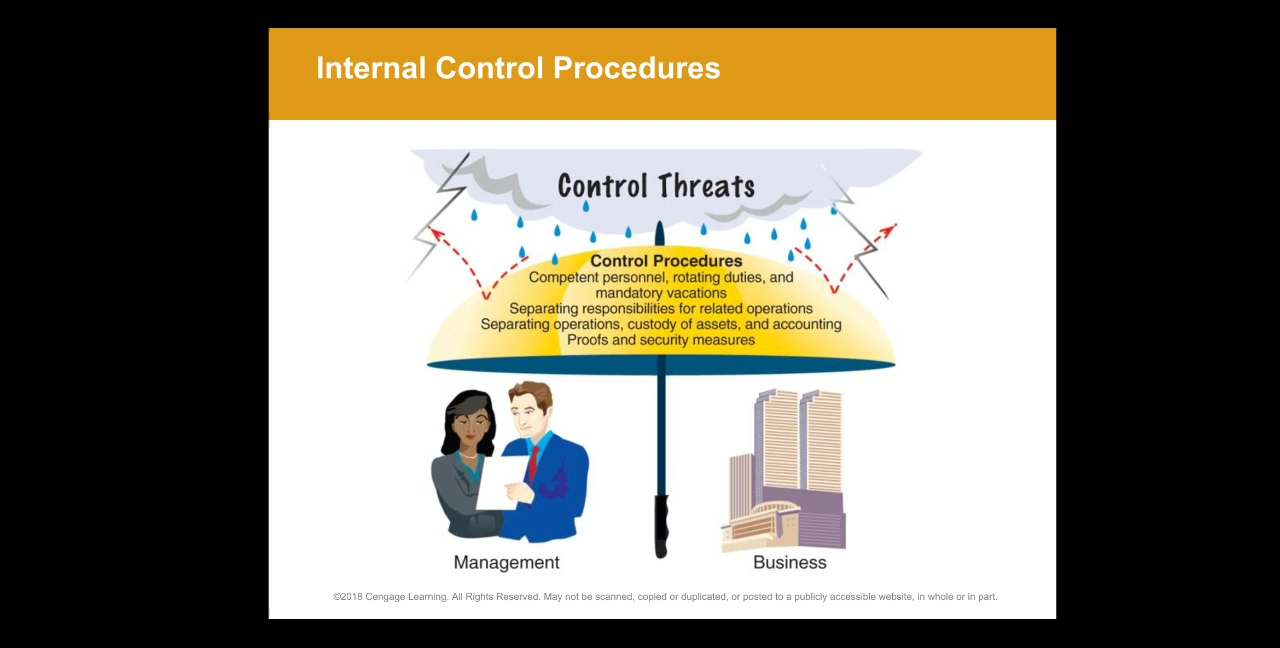 Internal Control Procedures
Control Threats
Control Procedures
Competent personnel, rotating duties, and
mandatory vacations
Separating responsibilities for related operations
Separating operations, custody of assets, and accounting
Proofs and security measures
Management
Business
©2018 Cengage Learning. All Rights Reserved. May not be scanned, copied or duplicated, or posted to a publicly accessible website, in whole or in part.